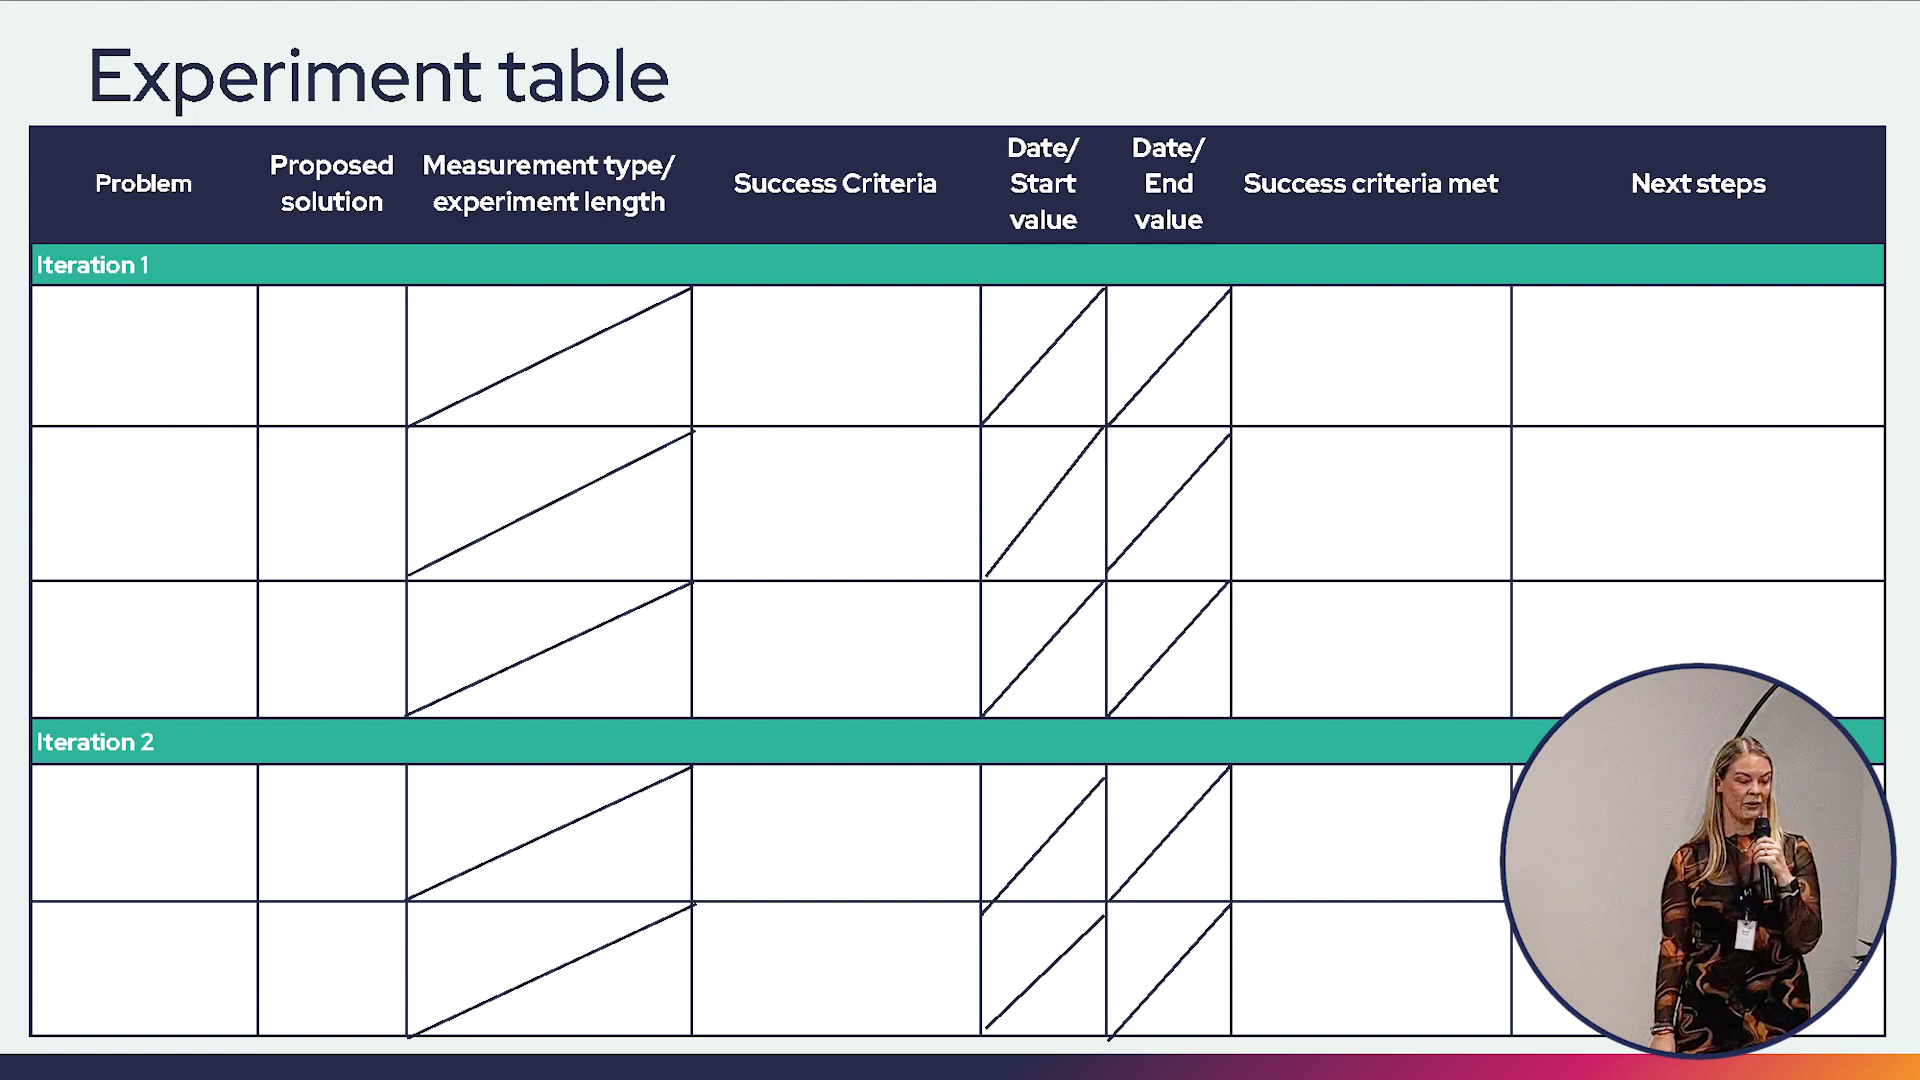 Experiment table
Problem
Proposed
solution
Measurement type/
experiment length
Success Criteria
Date/
Start
value
Date/
End
value
Success criteria met
Next steps
Iteration 1
Iteration 2